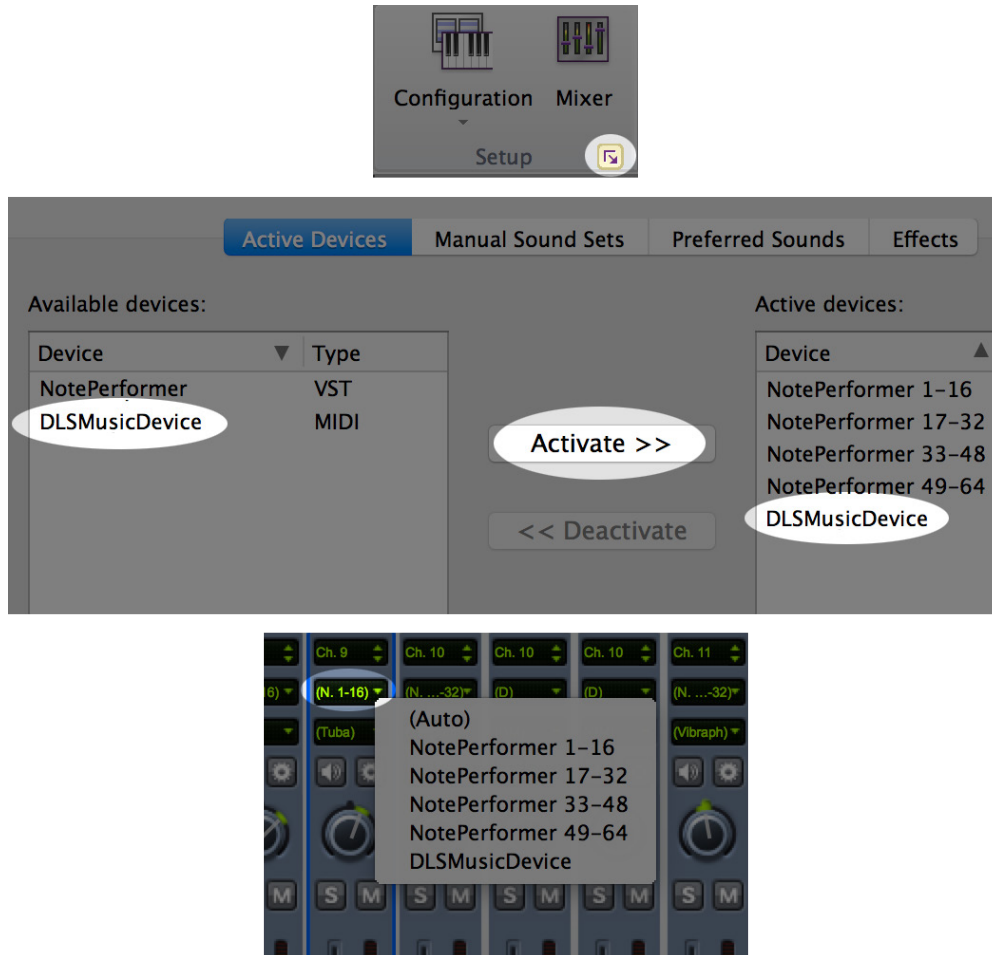 Configuration Mixer
Setup
Active Devices Manual Sound Sets Preferred Sounds Effects
Available devices: Active devices:
Device Type Device
NotePerformer VST NotePerformer 1-16
DLSMusicDevice MIDI NotePerformer 17-32
Activate >> NotePerformer 33-48
NotePerformer 49-64
<< Deactivate DLSMusicDevice
Ch. 9 Ch. 10 Ch. 10 Ch. 10 Ch. 11
6) (N. 1-16) (N. ...-32) (D) (D) (N. ...-32)
(Tuba) (Vibraph)
(Auto)
NotePerformer 1-16
NotePerformer 17-32
NotePerformer 33-48
NotePerformer 49-64
DLSMusicDevice
M S M S M S M S M S M